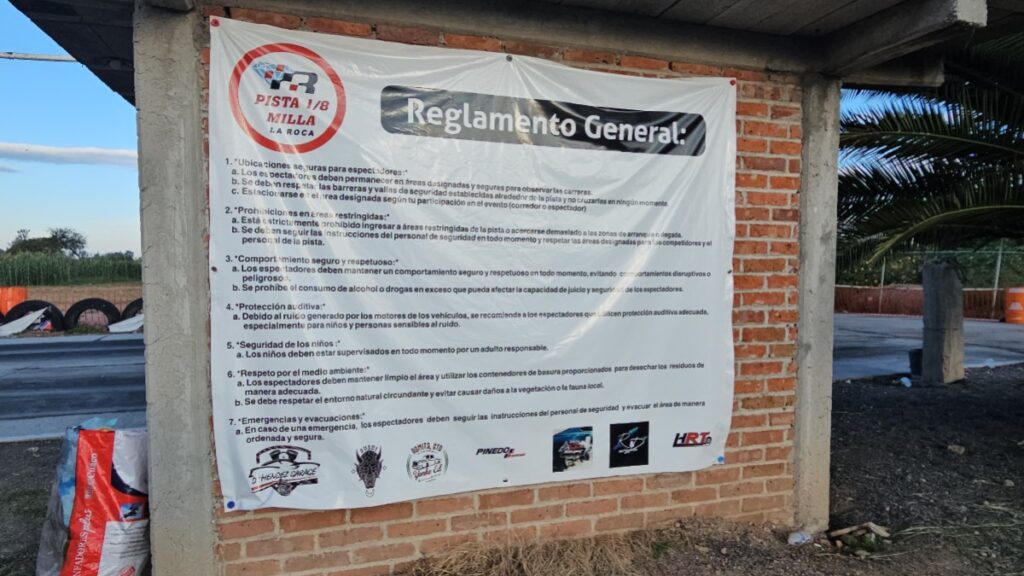 PISTA 1/8
MILLA
LA ROCA
Reglamento General:
1. *Ubicaciones seguras para espectadores:*
a. Los espectadores deben permanecer en áreas designadas y seguras para observar las carreras.
b. Se deben respetar las barreras y vallas de seguridad establecidas alrededor de la pista y no cruzarlas en ningún momento.
c. Estacionarse en el área designada según tu participación en el evento (corredor o espectador)
2. *Prohibiciones en áreas restringidas:*
a. Está estrictamente prohibido ingresar a áreas restringidas de la pista o acercarse demasiado a las zonas de arranque o llegada.
b. Se deben seguir las instrucciones del personal de seguridad en todo momento y respetar las áreas designadas para los competidores y el
personal de la pista.
3. *Comportamiento seguro y respetuoso:*
a. Los espectadores deben mantener un comportamiento seguro y respetuoso en todo momento, evitando comportamientos disruptivos o
peligrosos.
b. Se prohíbe el consumo de alcohol o drogas en exceso que pueda afectar la capacidad de juicio y seguridad de los espectadores.
4. *Protección auditiva:*
a. Debido al ruido generado por los motores de los vehículos, se recomienda a los espectadores que utilicen protección auditiva adecuada,
especialmente para niños y personas sensibles al ruido.
5. *Seguridad de los niños :*
a. Los niños deben estar supervisados en todo momento por un adulto responsable.
6. *Respeto por el medio ambiente:*
a. Los espectadores deben mantener limpio el área y utilizar los contenedores de basura proporcionados para desechar los residuos de
manera adecuada.
b. Se debe respetar el entorno natural circundante y evitar causar daños a la vegetación o la fauna local.
7. *Emergencias y evacuaciones:*
a. En caso de una emergencia, los espectadores deben seguir las instrucciones del personal de seguridad y evacuar el área de manera
ordenada y segura.
D' MENDEZ GARAGE
PINEDO
HRT